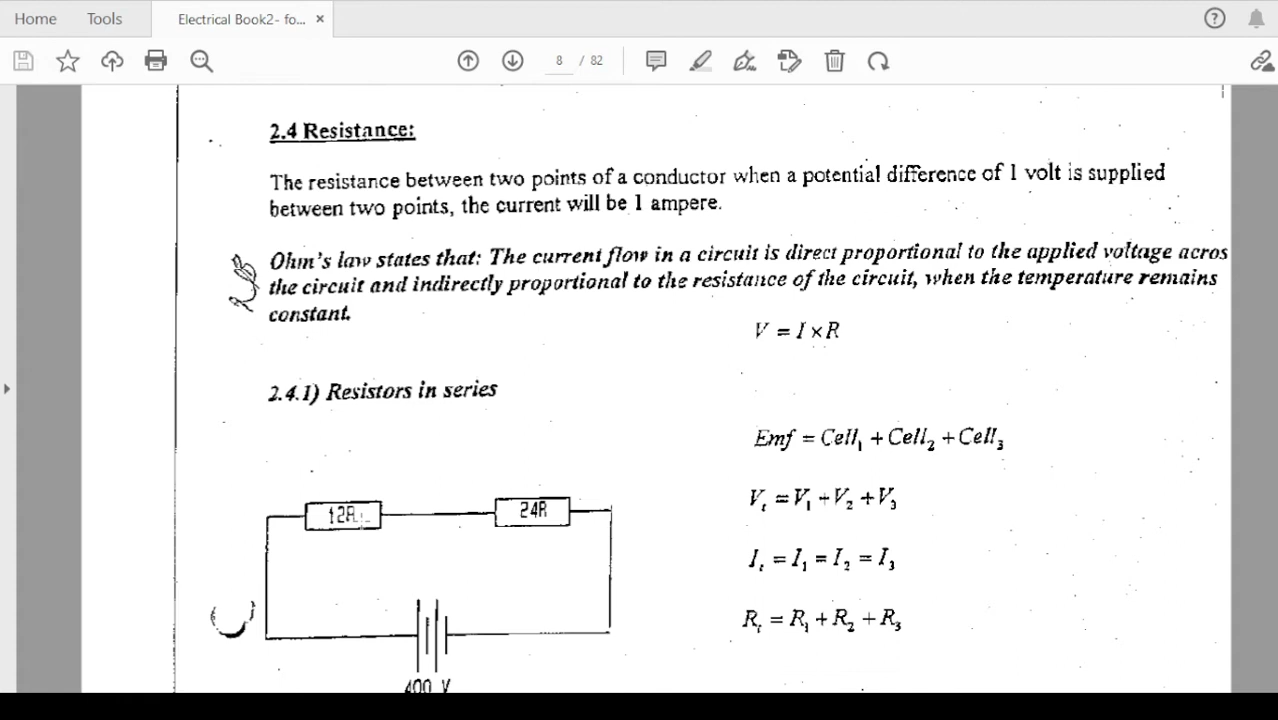 Home Tools Electrical Book2- fo... ×
8 / 82
2.4 Resistance:
The resistance between two points of a conductor when a potential difference of 1 volt is supplied
between two points, the current will be 1 ampere.
Ohm's law states that: The current flow in a circuit is direct proportional to the applied voltage acros
the circuit and indirectly proportional to the resistance of the circuit, when the temperature remains
constant.
V = I × R
2.4.1) Resistors in series
Emf = Cell₁ + Cell₂ + Cell₃
Vₜ = V₁ + V₂ + V₃
12R 24R
Iₜ = I₁ = I₂ = I₃
Rₜ = R₁ + R₂ + R₃
400 V